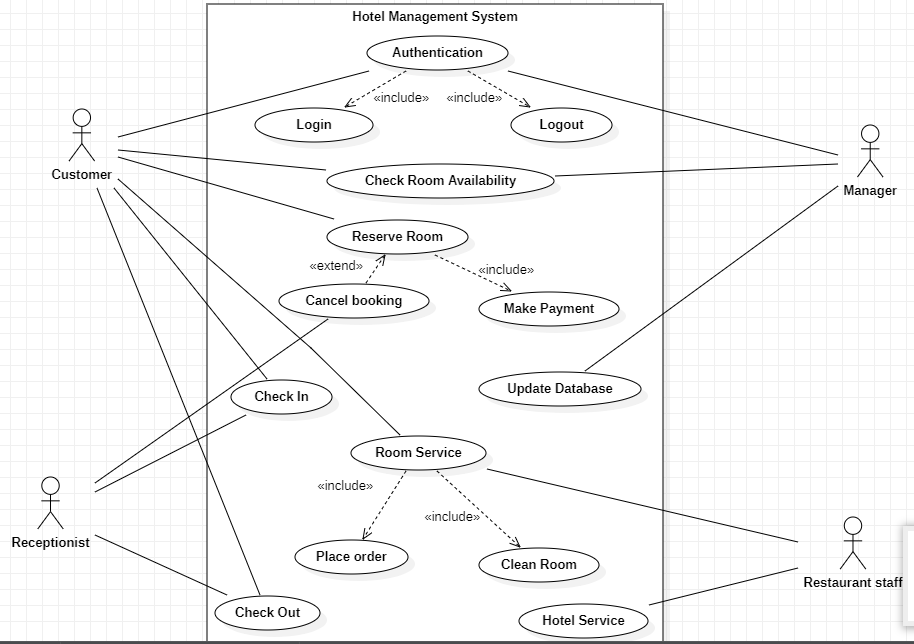 Hotel Management System
Authentication
«include» «include»
Login
Logout
Customer
Check Room Availability
Manager
Reserve Room
«extend»
«include»
Cancel booking
Make Payment
Update Database
Check In
Room Service
«include»
«include»
Receptionist
Place order
Clean Room
Restaurant staff
Check Out
Hotel Service